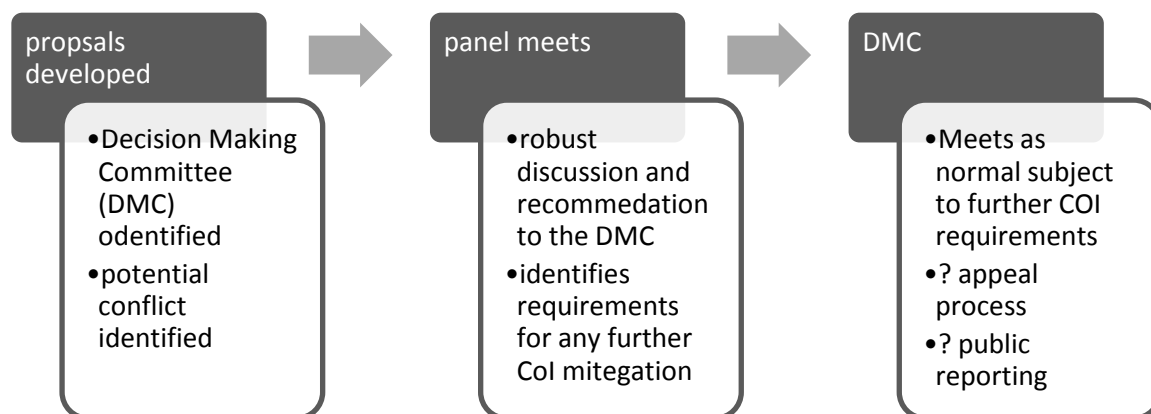 propsals
developed
•Decision Making
Committee
(DMC)
odentified
•potential
conflict
identified
panel meets
•robust
discussion and
recommedation
to the DMC
•identifies
requirements
for any further
CoI mitegation
DMC
•Meets as
normal subject
to further COI
requirements
•? appeal
process
•? public
reporting